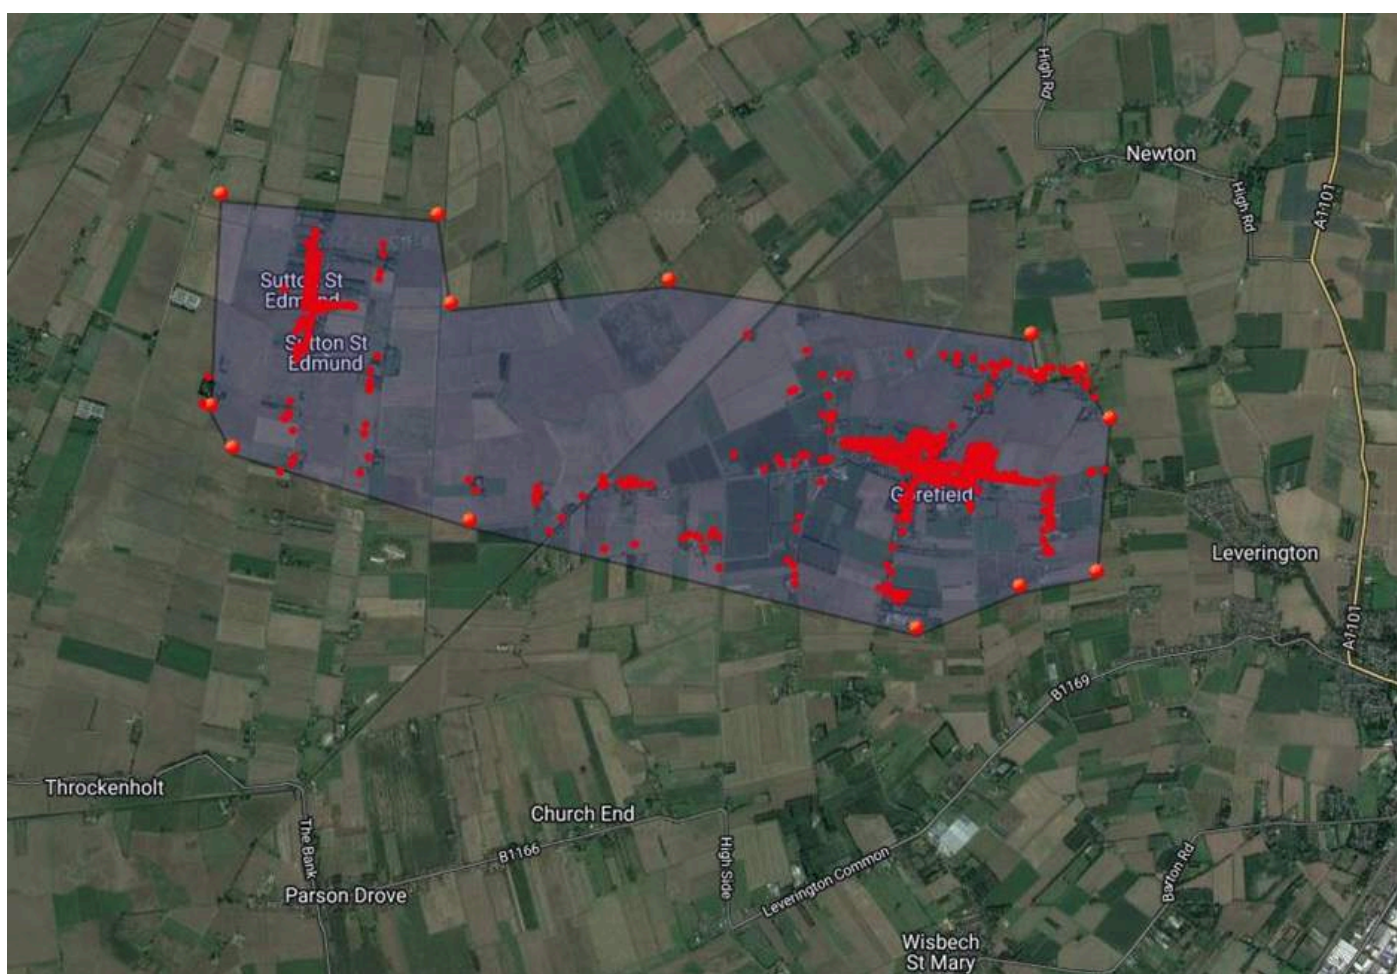 High Rd
Newton
High Rd
A1101
Sutton St
Edmund
Sutton St
Edmund
Gorefield
Leverington
A1101
B1169
Throckenholt
Church End
The Bank
B1166
High Side
Leverington Common
Barton Rd
Parson Drove
Wisbech
St Mary